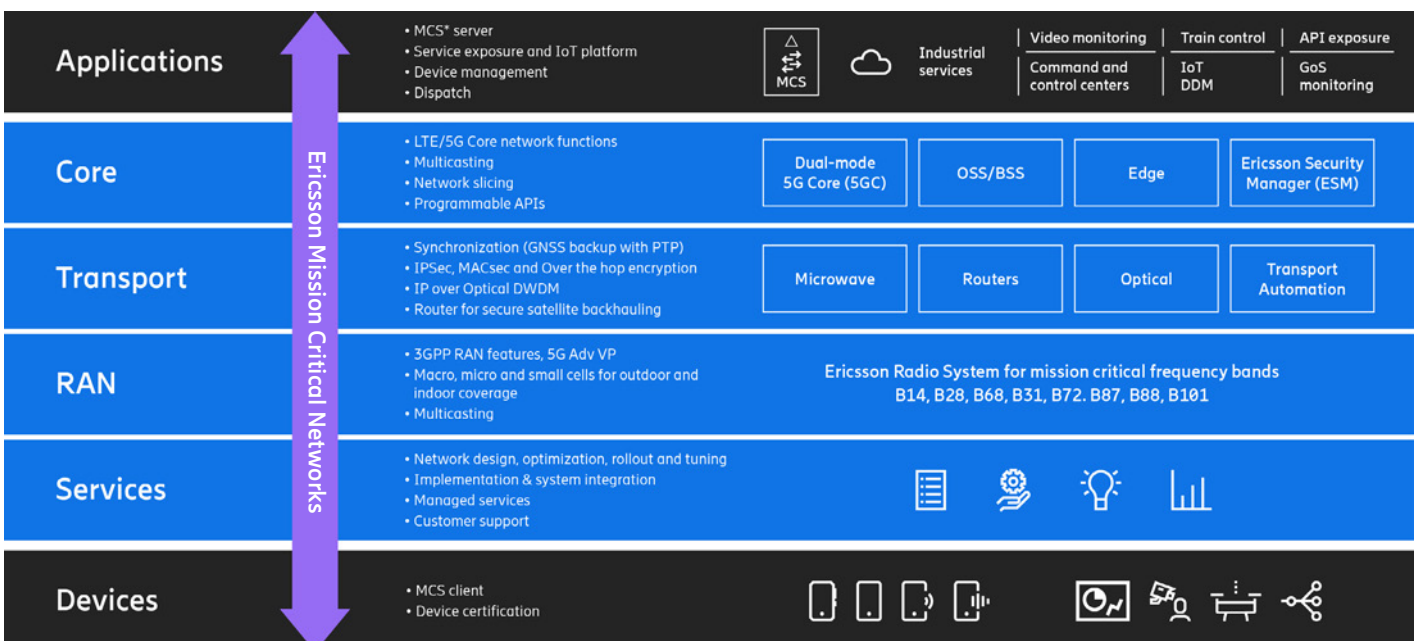 Applications
• MCS* server
• Service exposure and IoT platform
• Device management
• Dispatch
MCS
Industrial
services
Video monitoring
Command and
control centers
Train control
IoT
DDM
API exposure
GoS
monitoring
Ericsson Mission Critical Networks
Core
• LTE/5G Core network functions
• Multicasting
• Network slicing
• Programmable APIs
Dual-mode
5G Core (5GC)
OSS/BSS
Edge
Ericsson Security
Manager (ESM)
Transport
• Synchronization (GNSS backup with PTP)
• IPSec, MACsec and Over the hop encryption
• IP over Optical DWDM
• Router for secure satellite backhauling
Microwave
Routers
Optical
Transport
Automation
RAN
• 3GPP RAN features, 5G Adv VP
• Macro, micro and small cells for outdoor and
indoor coverage
• Multicasting
Ericsson Radio System for mission critical frequency bands
B14, B28, B68, B31, B72. B87, B88, B101
Services
• Network design, optimization, rollout and tuning
• Implementation & system integration
• Managed services
• Customer support
Devices
• MCS client
• Device certification